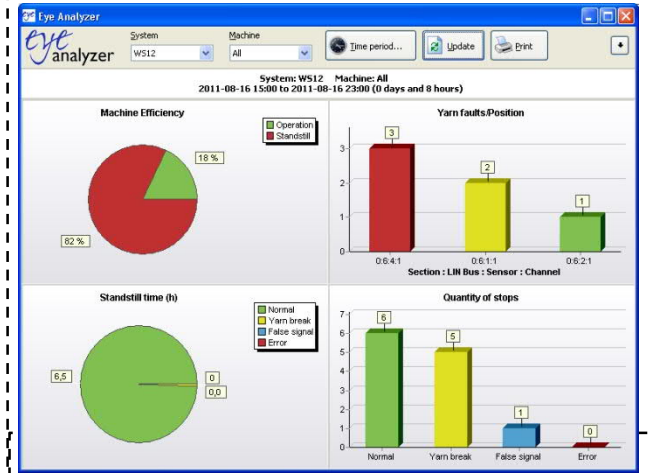 Eye Analyzer
eye analyzer
System
WS12
Machine
All
Time period...
Update
Print
System: WS12 Machine: All
2011-08-16 15:00 to 2011-08-16 23:00 (0 days and 8 hours)
Machine Efficiency
Operation
Standstill
18 %
82 %
Yarn faults/Position
3
2
1
0
3
2
1
0:6:4:1
0:6:1:1
0:6:2:1
Section : LIN Bus : Sensor : Channel
Standstill time (h)
Normal
Yarn break
False signal
Error
6,5
0
0,0
Quantity of stops
7
6
5
4
3
2
1
0
6
5
1
0
Normal
Yarn break
False signal
Error